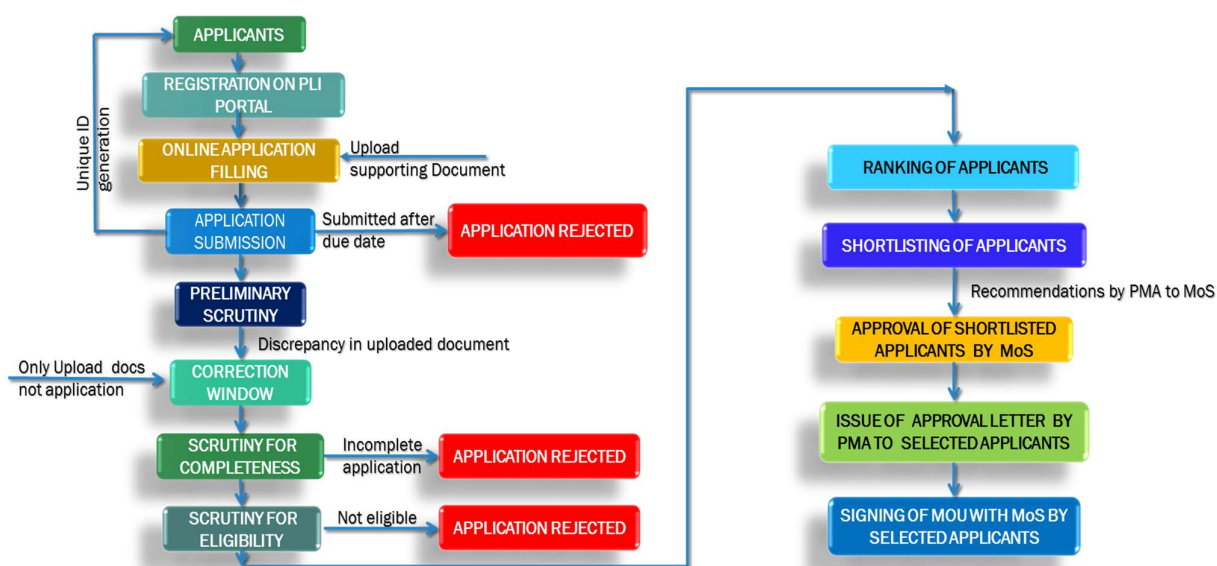 APPLICANTS
REGISTRATION ON PLI
PORTAL
Unique ID
generation
ONLINE APPLICATION
FILLING
Upload
supporting Document
APPLICATION
SUBMISSION
Submitted after
due date
APPLICATION REJECTED
PRELIMINARY
SCRUTINY
Discrepancy in uploaded document
Only Upload docs
not application
CORRECTION
WINDOW
SCRUTINY FOR
COMPLETENESS
Incomplete
application
APPLICATION REJECTED
SCRUTINY FOR
ELIGIBILITY
Not eligible
APPLICATION REJECTED
RANKING OF APPLICANTS
SHORTLISTING OF APPLICANTS
Recommendations by PMA to MoS
APPROVAL OF SHORTLISTED
APPLICANTS BY MoS
ISSUE OF APPROVAL LETTER BY
PMA TO SELECTED APPLICANTS
SIGNING OF MOU WITH MoS BY
SELECTED APPLICANTS